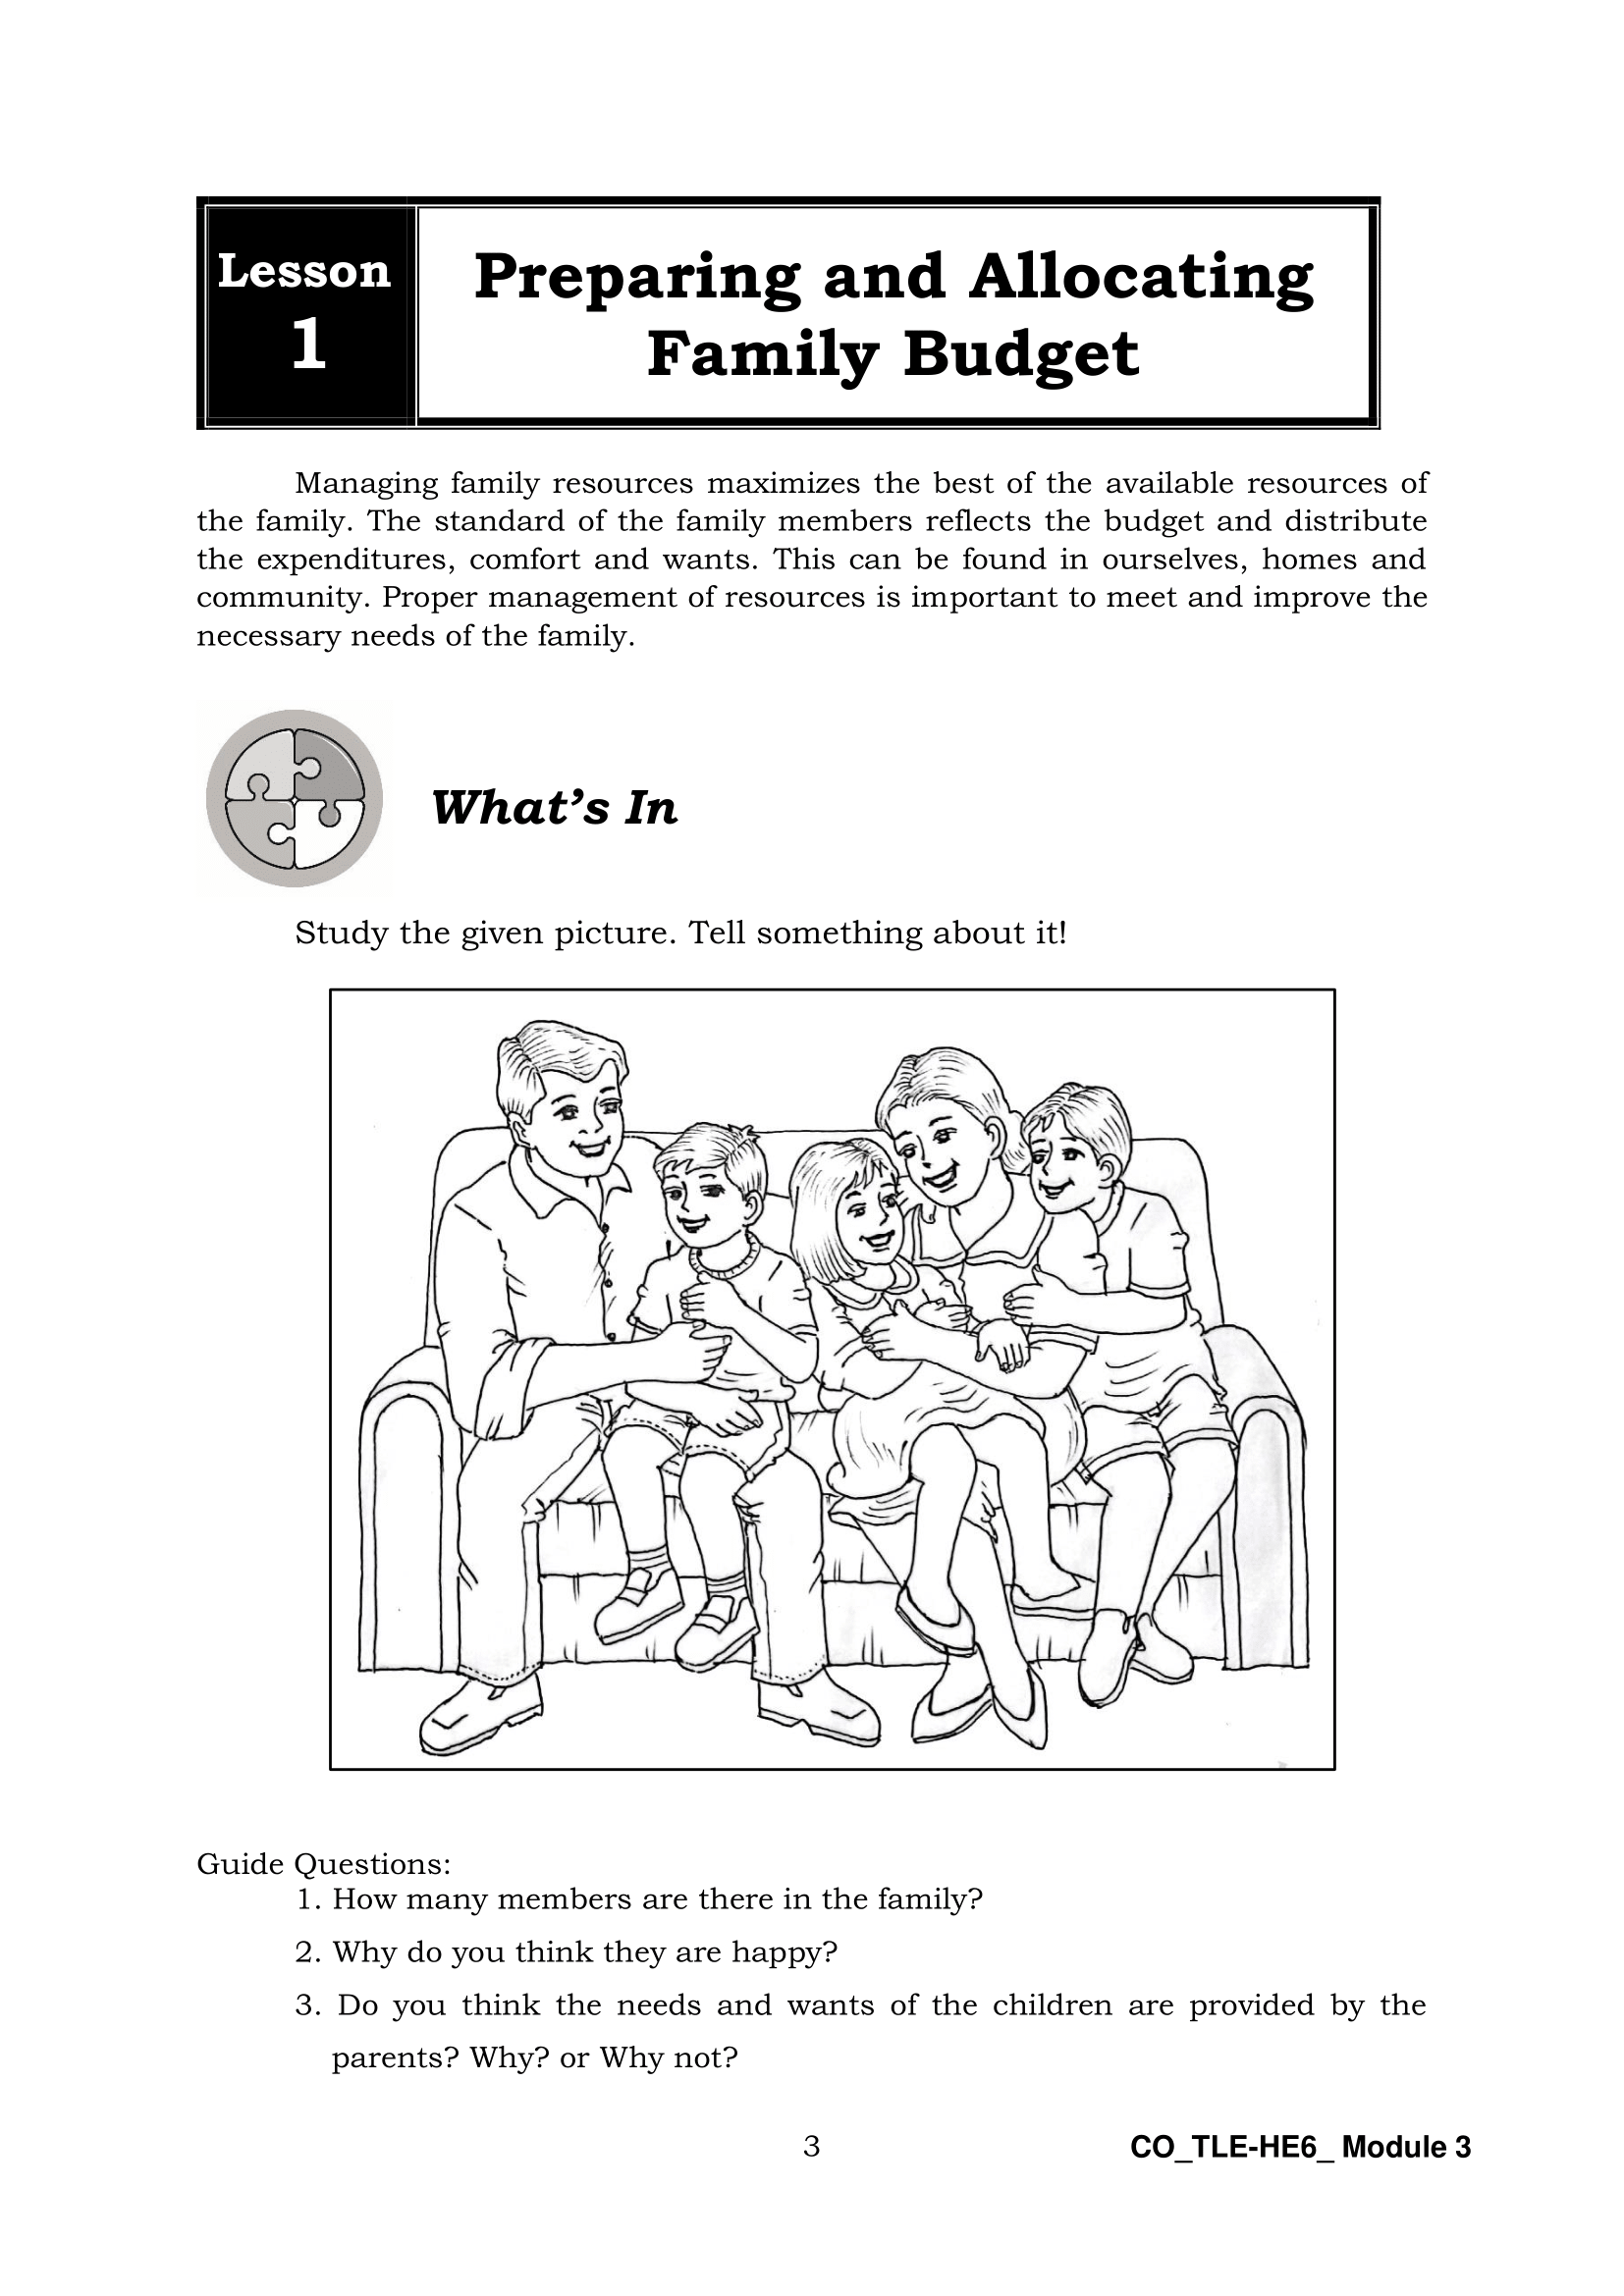 Lesson
1
Preparing and Allocating
Family Budget
Managing family resources maximizes the best of the available resources of
the family. The standard of the family members reflects the budget and distribute
the expenditures, comfort and wants. This can be found in ourselves, homes and
community. Proper management of resources is important to meet and improve the
necessary needs of the family.
What’s In
Study the given picture. Tell something about it!
Guide Questions:
1. How many members are there in the family?
2. Why do you think they are happy?
3. Do you think the needs and wants of the children are provided by the
parents? Why? or Why not?
3
CO_TLE-HE6_ Module 3